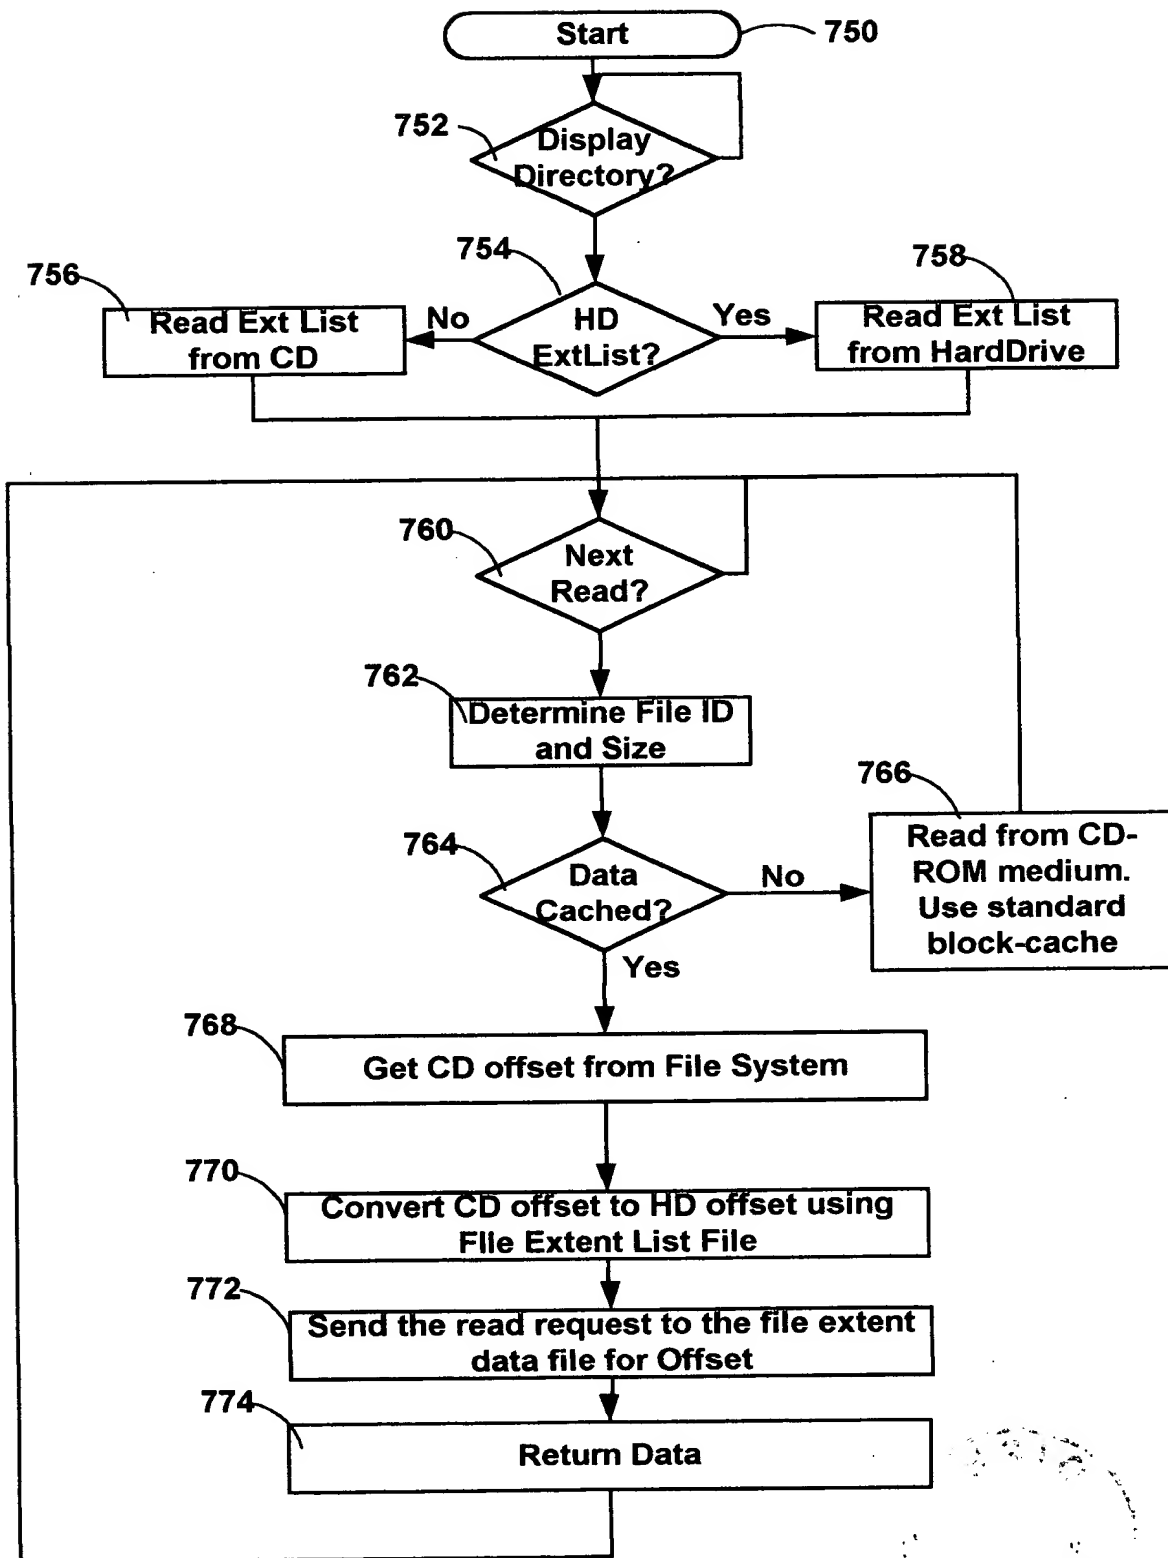 Start
750
752
Display
Directory?
754
756
758
Read Ext List
from CD
No
HD
ExtList?
Yes
Read Ext List
from HardDrive
760
Next
Read?
762
Determine File ID
and Size
764
Data
Cached?
No
766
Read from CD-
ROM medium.
Use standard
block-cache
Yes
768
Get CD offset from File System
770
Convert CD offset to HD offset using
File Extent List File
772
Send the read request to the file extent
data file for Offset
774
Return Data